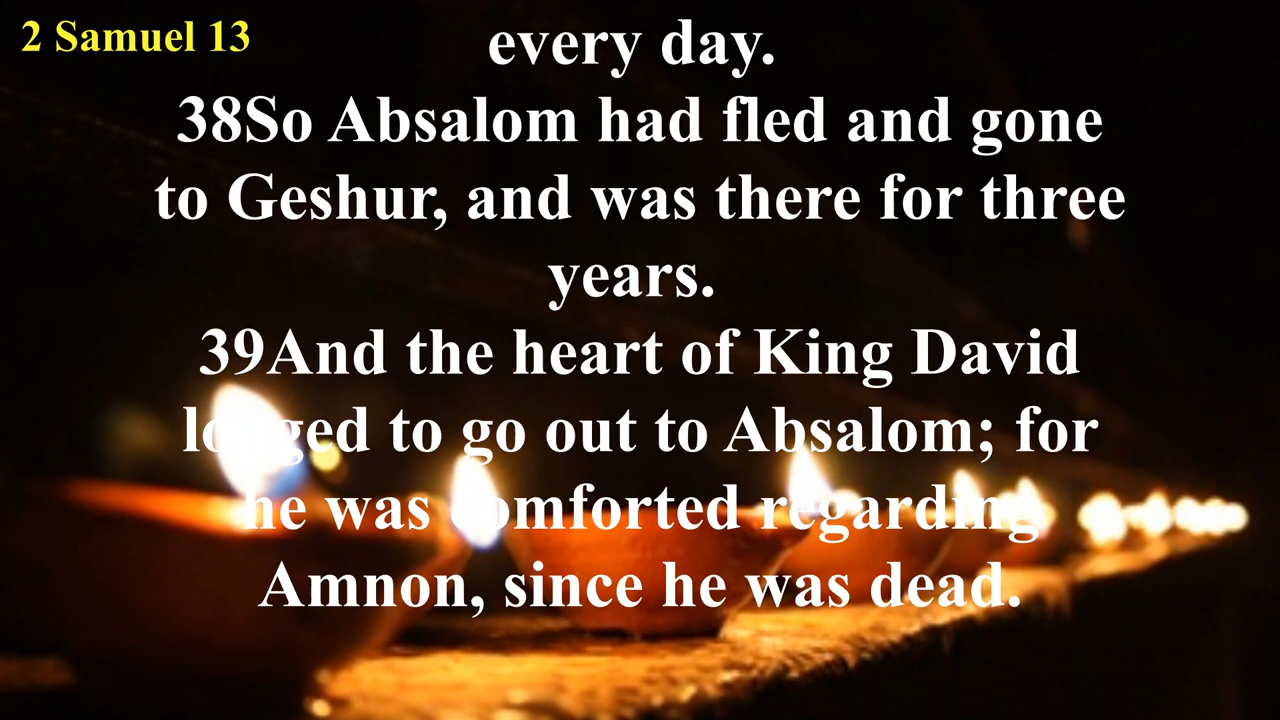 2 Samuel 13
every day.
38So Absalom had fled and gone
to Geshur, and was there for three
years.
39And the heart of King David
longed to go out to Absalom; for
he was comforted regarding
Amnon, since he was dead.